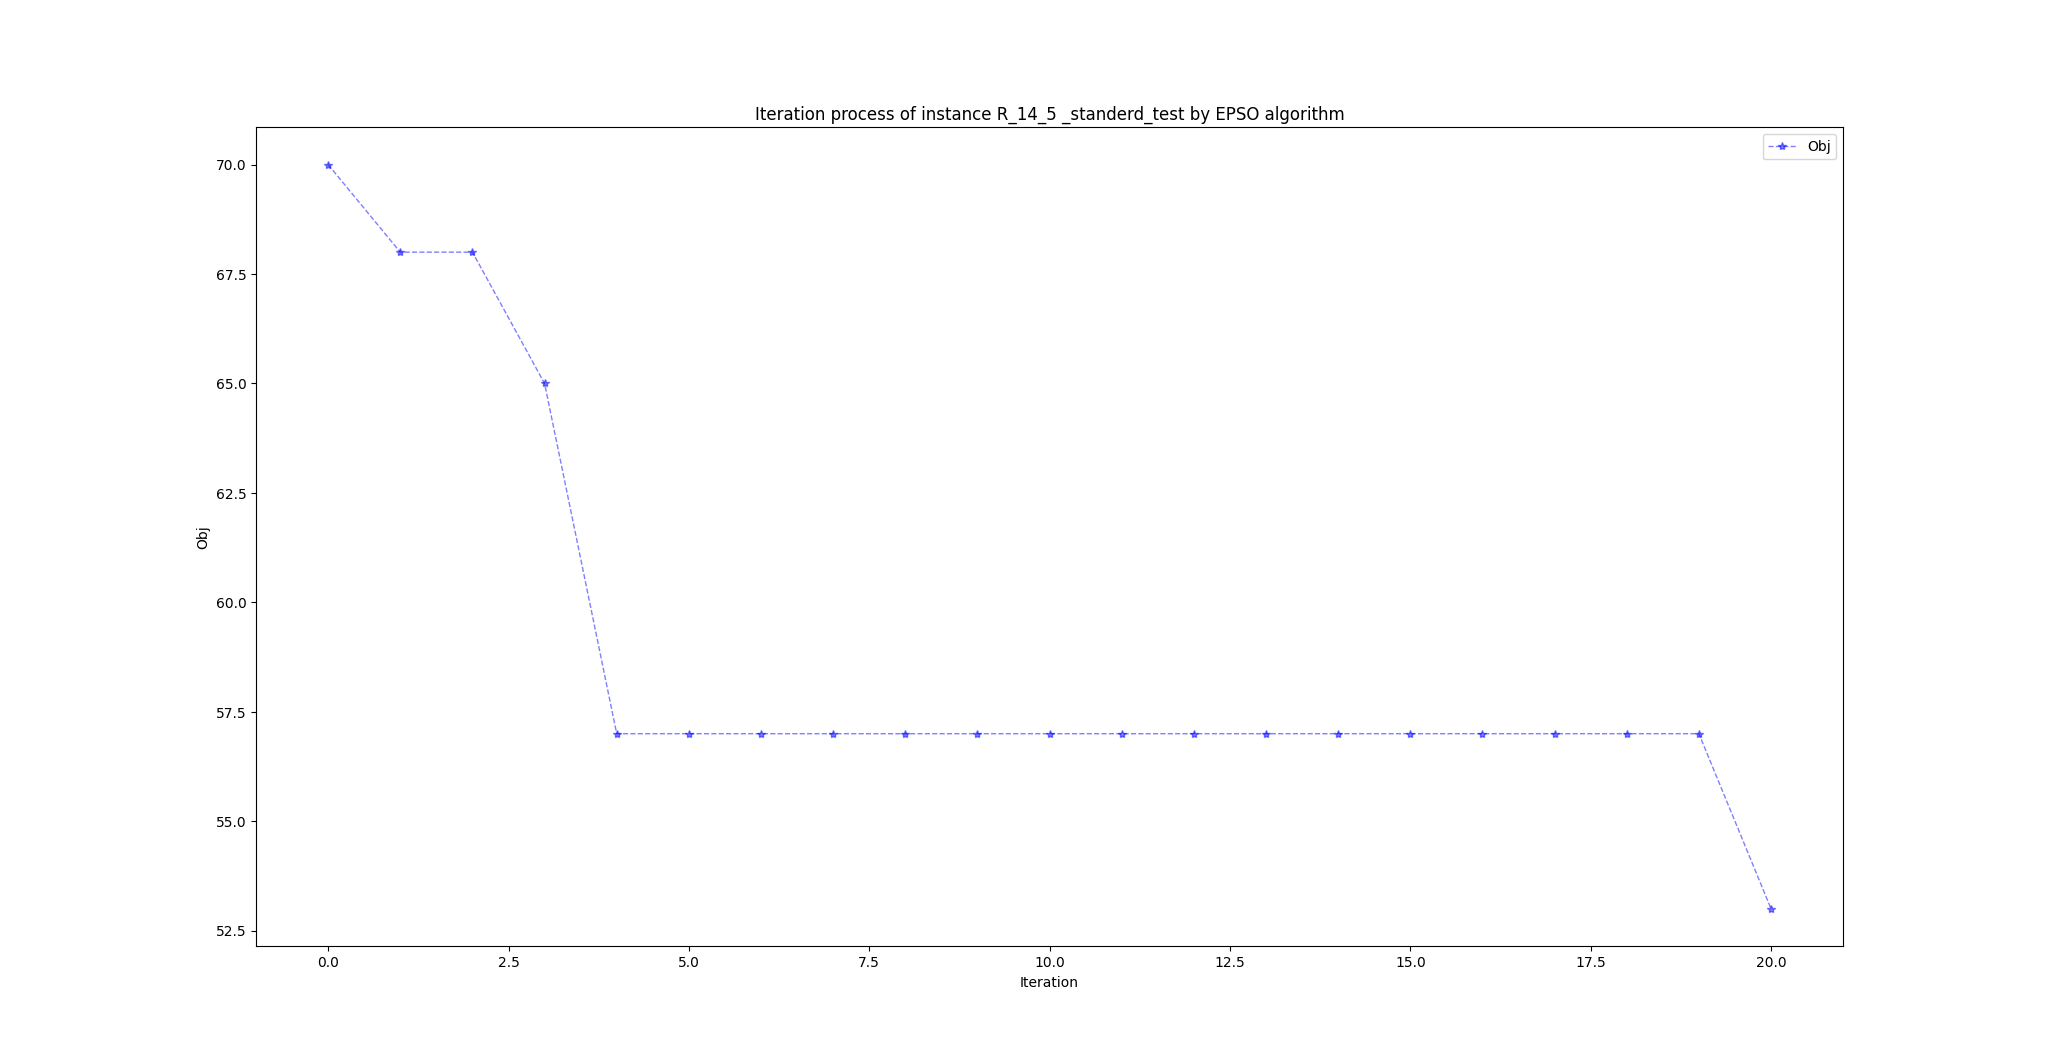 Iteration process of instance R_14_5 _standerd_test by EPSO algorithm
Obj
70.0
67.5
65.0
62.5
60.0
57.5
55.0
52.5
Obj
0.0 2.5 5.0 7.5 10.0 12.5 15.0 17.5 20.0
Iteration